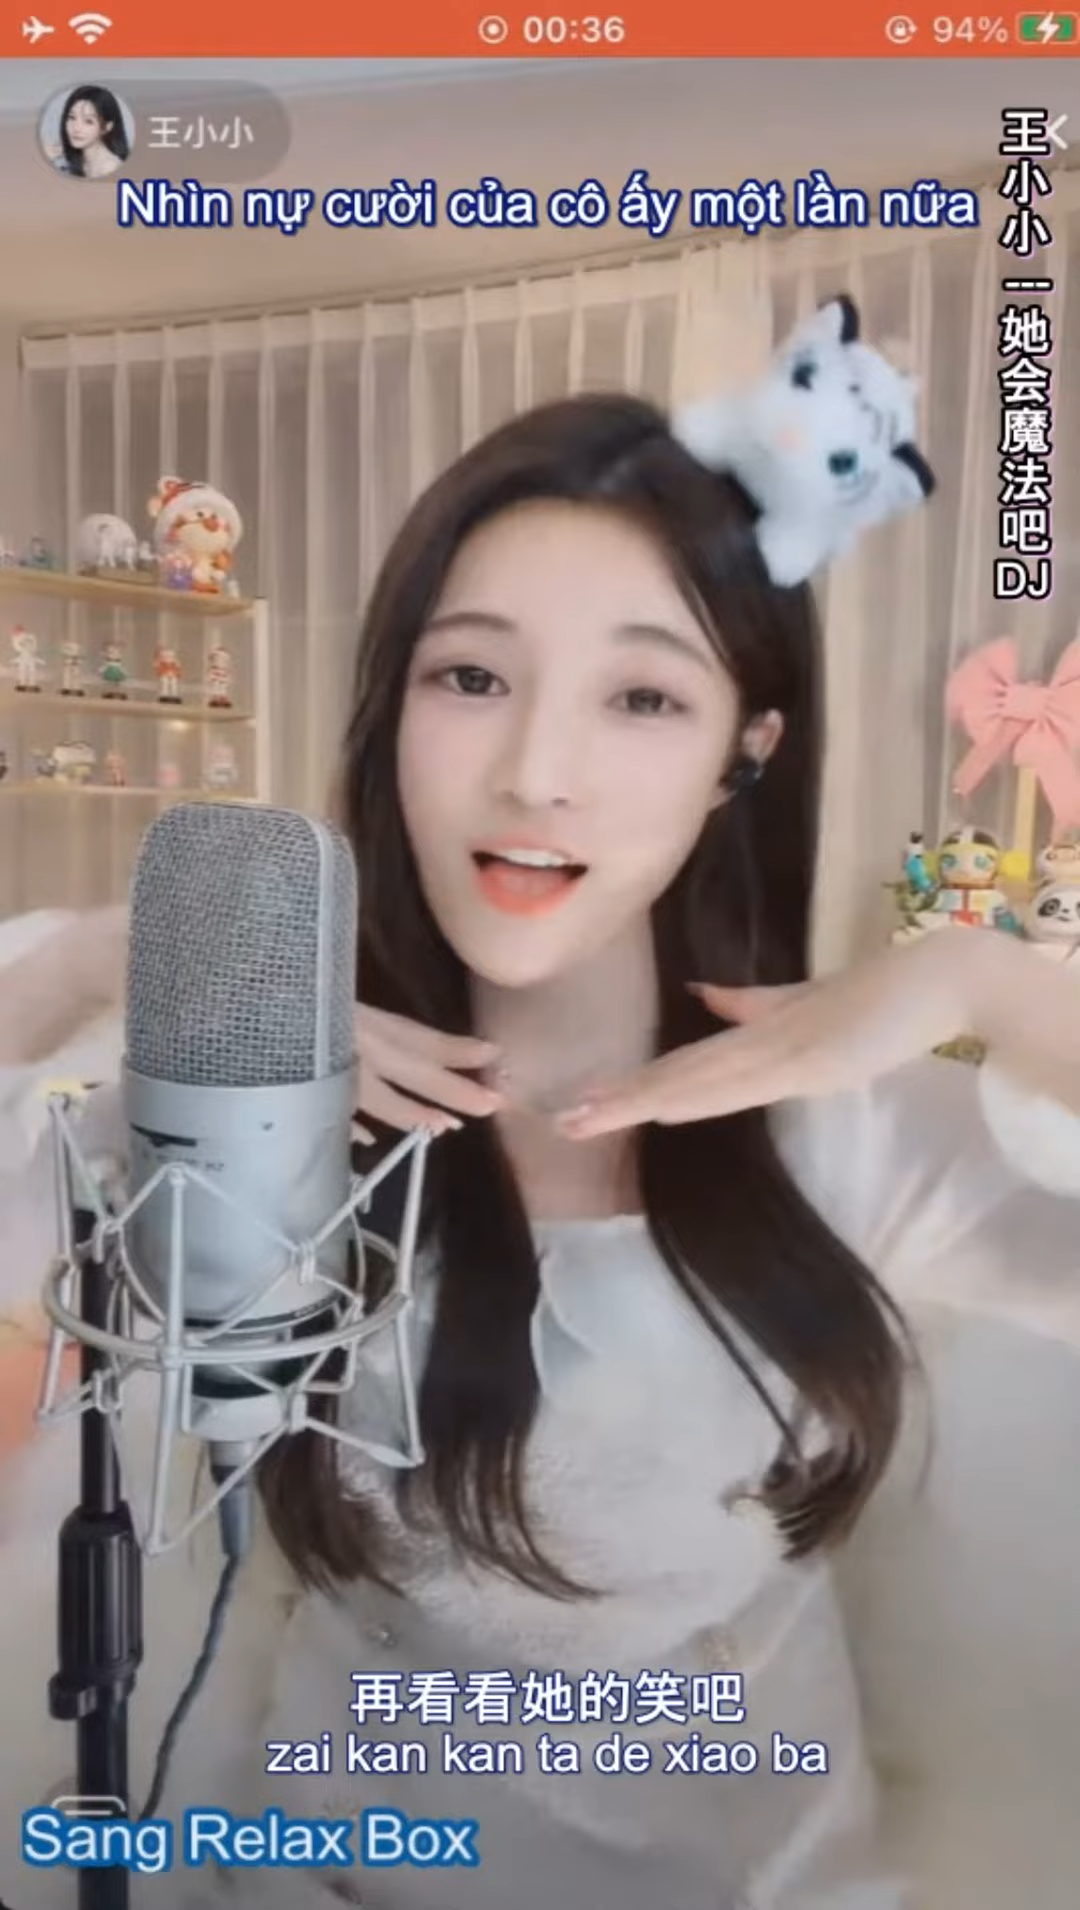 00:36
94%
王小小
Nhìn nự cười của cô ấy một lần nữa
王小小---她会魔法吧DJ
再看看她的笑吧
zai kan kan ta de xiao ba
Sang Relax Box